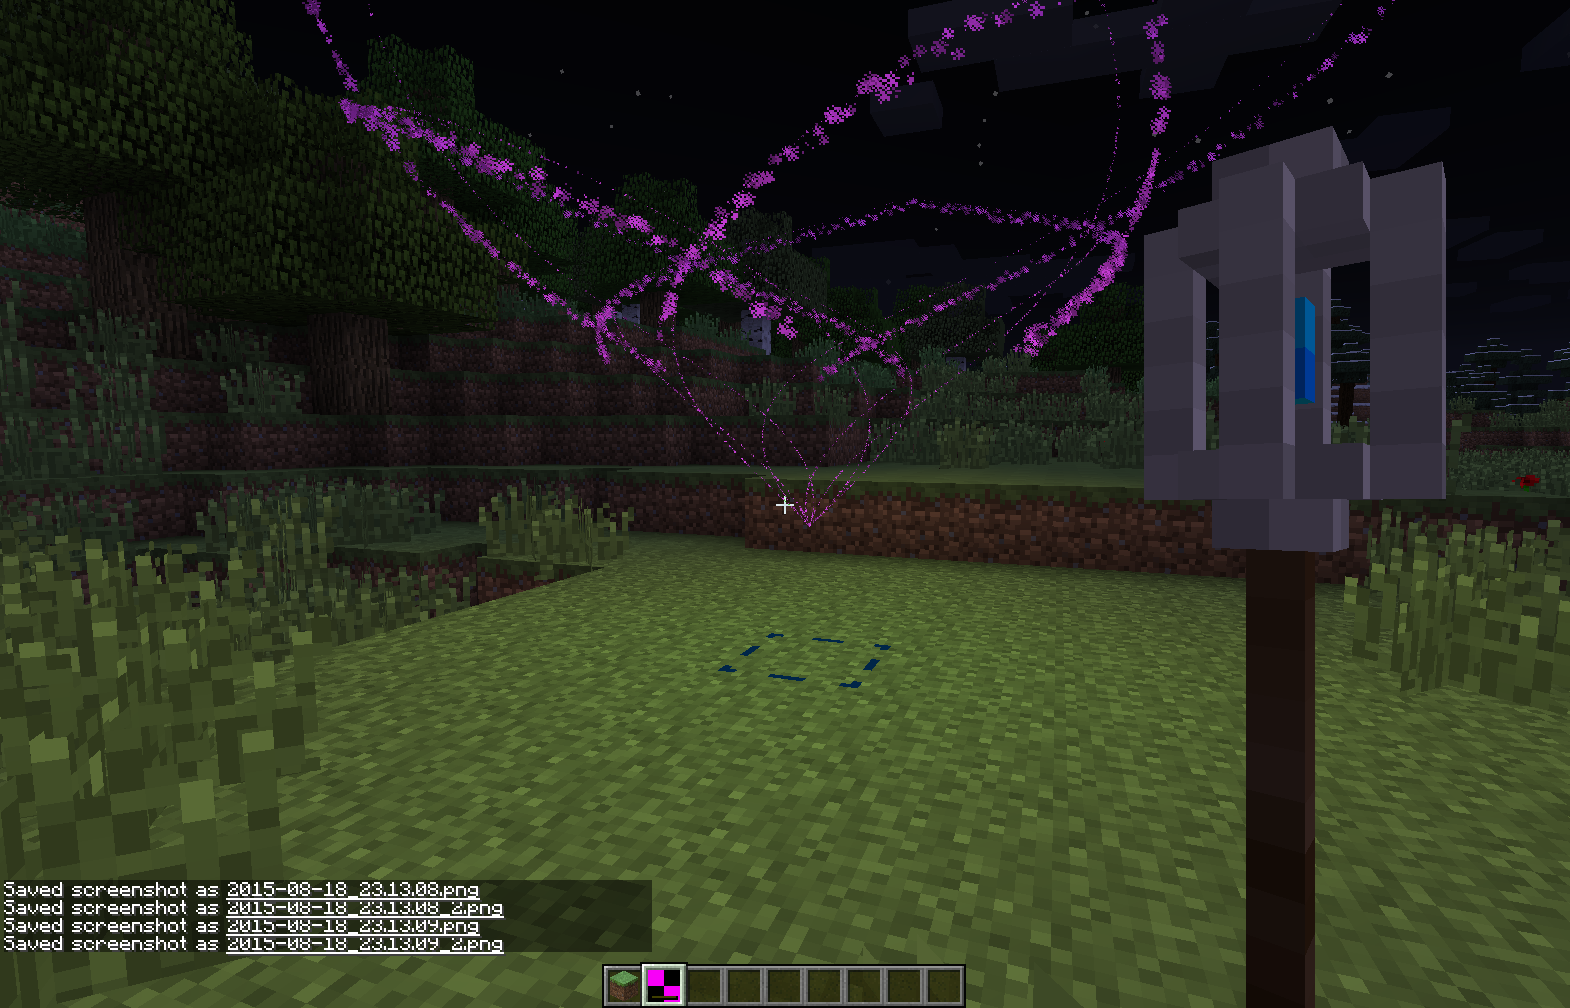 Saved screenshot as 2015-08-18_23.13.08.png
Saved screenshot as 2015-08-18_23.13.08_2.png
Saved screenshot as 2015-08-18_23.13.09.png
Saved screenshot as 2015-08-18_23.13.09_2.png